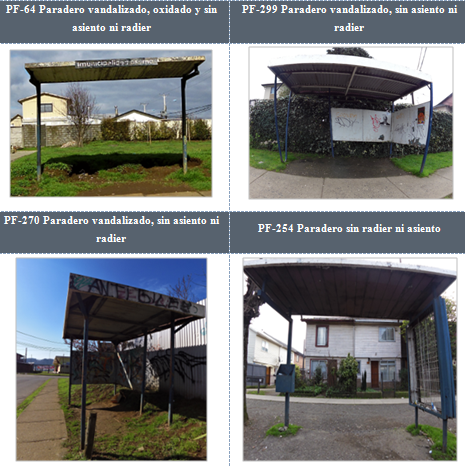 PF-64 Paradero vandalizado, oxidado y sin
asiento ni radier
PF-299 Paradero vandalizado, sin asiento ni
radier
PF-270 Paradero vandalizado, sin asiento ni
radier
PF-254 Paradero sin radier ni asiento